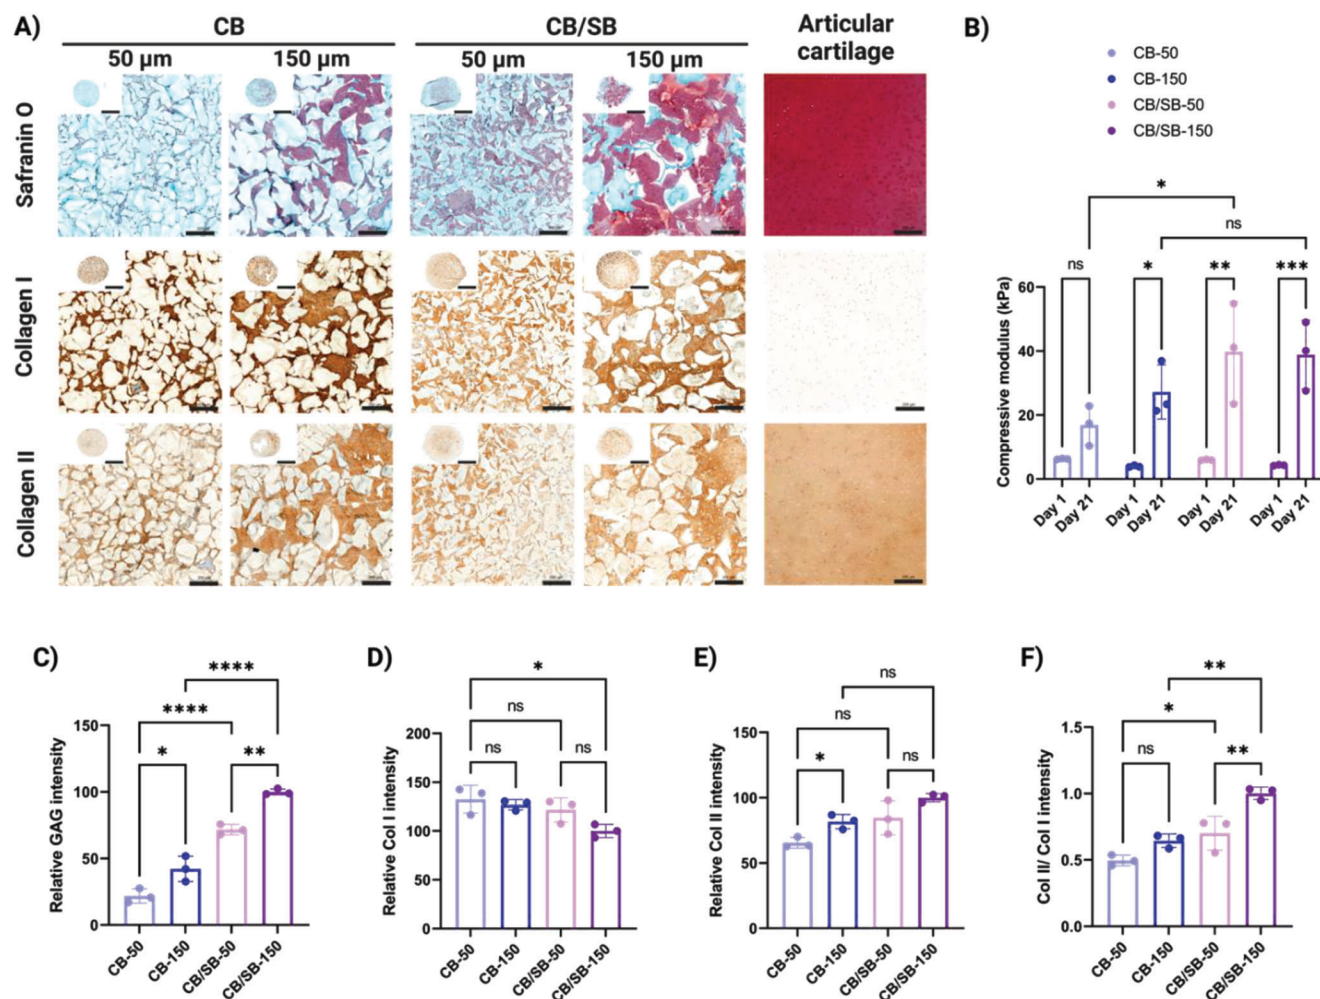 A)
CB
CB/SB
Articular cartilage
50 µm
150 µm
50 µm
150 µm
Safranin O
Collagen I
Collagen II
B)
CB-50
CB-150
CB/SB-50
CB/SB-150
*
ns
ns
*
**
***
Compressive modulus (kPa)
60
40
20
0
Day 1
Day 21
Day 1
Day 21
Day 1
Day 21
Day 1
Day 21
C)
****
****
*
**
Relative GAG intensity
150
100
50
0
CB-50
CB-150
CB/SB-50
CB/SB-150
D)
*
ns
ns
ns
Relative Col I intensity
200
150
100
50
0
CB-50
CB-150
CB/SB-50
CB/SB-150
E)
ns
ns
*
ns
Relative Col II intensity
150
100
50
0
CB-50
CB-150
CB/SB-50
CB/SB-150
F)
**
*
ns
**
Col II/ Col I intensity
1.5
1.0
0.5
0.0
CB-50
CB-150
CB/SB-50
CB/SB-150